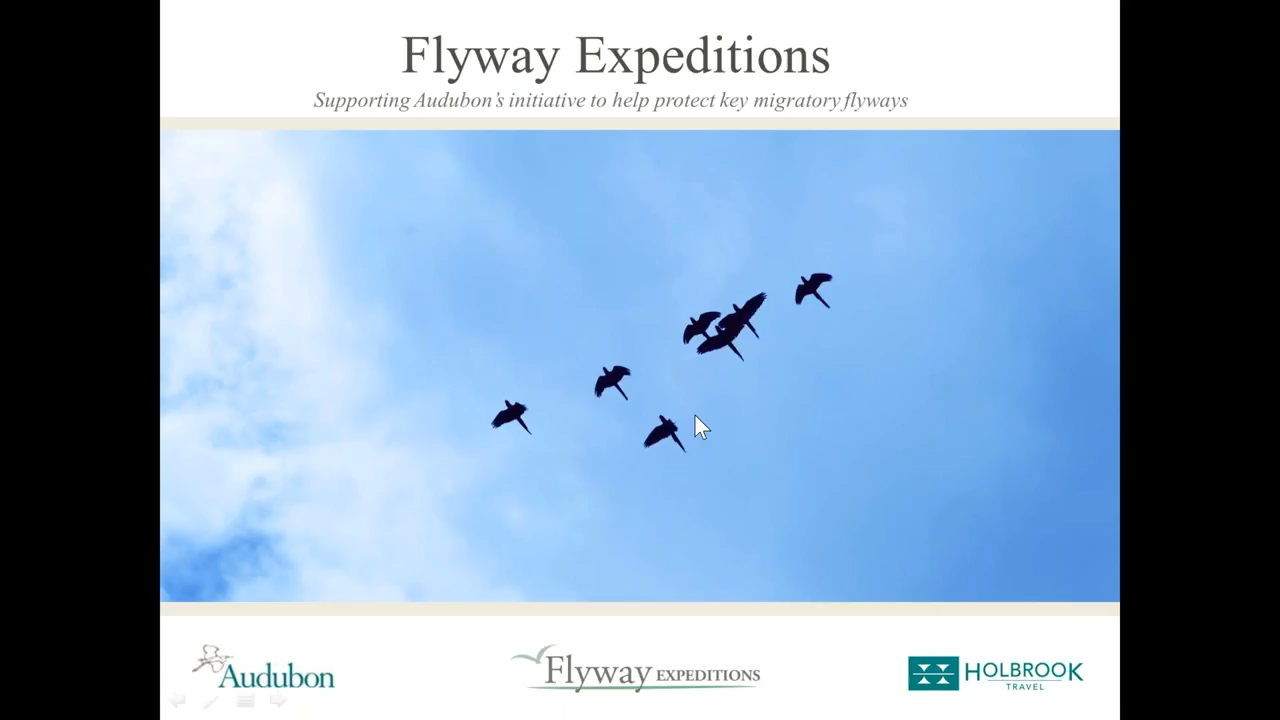 Flyway Expeditions
Supporting Audubon’s initiative to help protect key migratory flyways
Audubon
Flyway EXPEDITIONS
HOLBROOK
TRAVEL